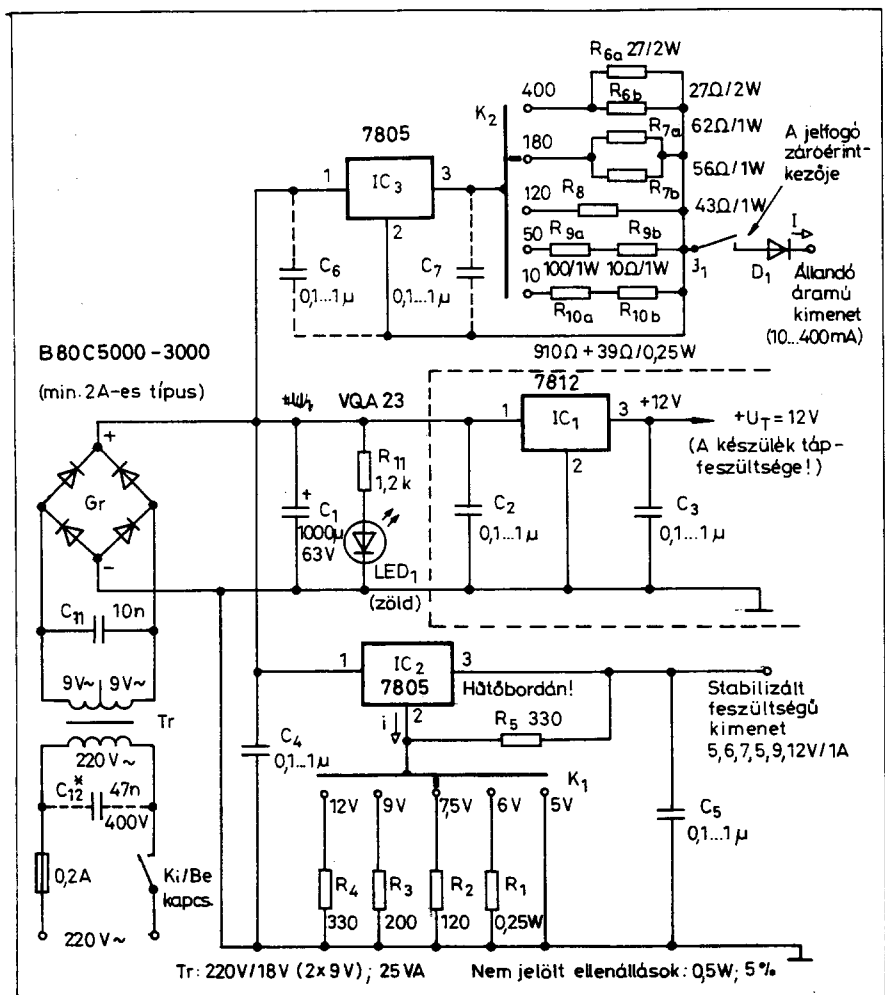 R6a 27/2W
400
R6b
27Ω/2W
K2
7805
180
R7a
62Ω/1W
A jelfogó
záróérint-
kezője
1
IC3
3
56Ω/1W
R7b
120
R8
43Ω/1W
2
50
R9a
R9b
I
C6
0,1...1µ
C7
0,1...1µ
100/1W
10Ω/1W
J1
D1
Állandó
áramú
kimenet
(10...400mA)
10
R10a
R10b
910Ω + 39Ω/0,25W
B80C5000-3000
(min. 2A-es típus)
7812
VQA 23
1
IC1
3
+12V
+UT=12V
(A készülék táp-
feszültsége!)
2
+
Gr
-
R11
1,2k
+
C1
1000µ
63V
LED1
(zöld)
C2
0,1...1µ
C3
0,1...1µ
C11
10n
9V~
9V~
Tr
220V~
1
IC2
7805
3
Hűtőbordán!
2
i
R5 330
Stabilizált
feszültségű
kimenet
5,6,7,5,9,12V/1A
C4
0,1...1µ
C12*
47n
400V
K1
12V
9V
7,5V
6V
5V
C5
0,1...1µ
0,2A
Ki/Be
kapcs.
R4
330
R3
200
R2
120
R1
0,25W
220V~
Tr: 220V/18V (2x9V); 25VA
Nem jelölt ellenállások: 0,5W; 5%